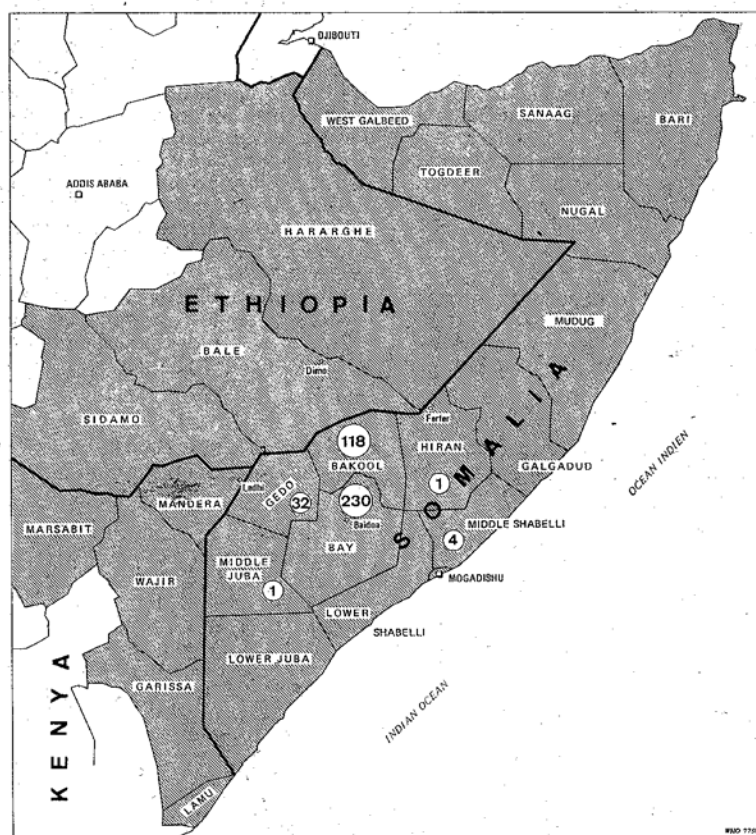 DJIBOUTI
WEST GALBEED
SANAAG
BARI
TOGDEER
ADDIS ABABA
NUGAL
HARARGHE
ETHIOPIA
MUDUG
BALE
Dimo
SIDAMO
Ferfer
SOMALIA
118
BAKOOL
HIRAN
GALGADUD
OCEAN INDIEN
MANDERA
GEDO
32
230
1
MARSABIT
Baidoa
MIDDLE SHABELLI
BAY
4
MIDDLE
JUBA
1
WAJIR
MOGADISHU
LOWER
SHABELLI
LOWER JUBA
KENYA
GARISSA
INDIAN OCEAN
LAMU